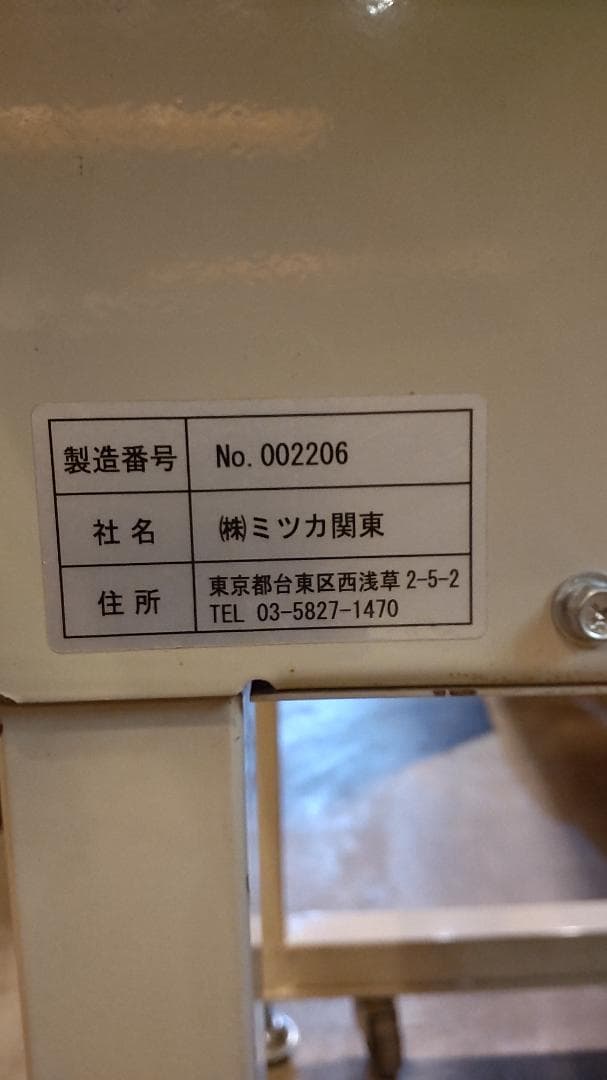 製造番号 No.002206
社名 ㈱ミツカ関東
住所 東京都台東区西浅草2-5-2
TEL 03-5827-1470